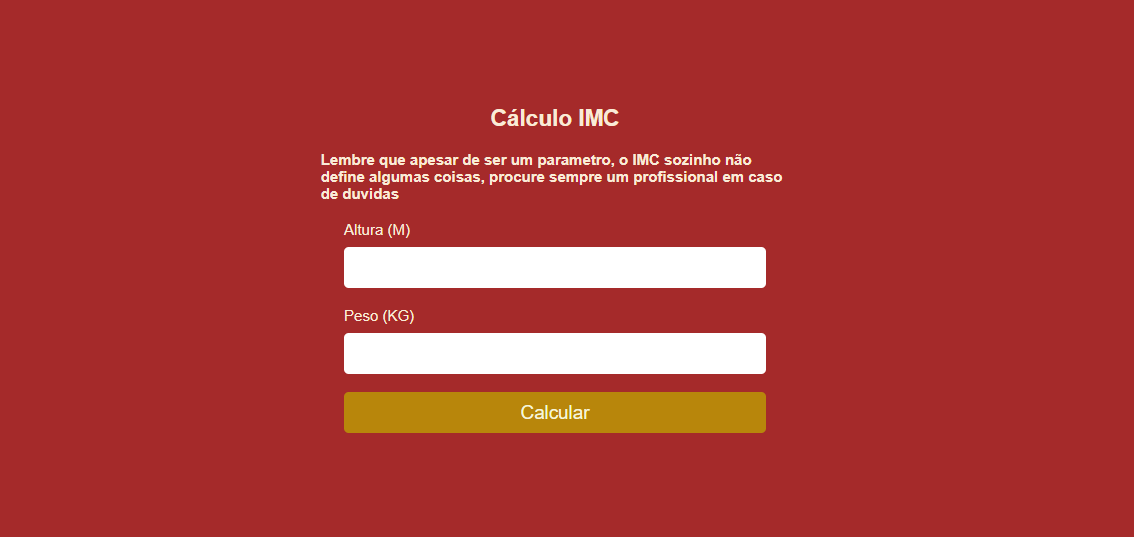 Cálculo IMC
Lembre que apesar de ser um parametro, o IMC sozinho não
define algumas coisas, procure sempre um profissional em caso
de duvidas
Altura (M)
Peso (KG)
Calcular